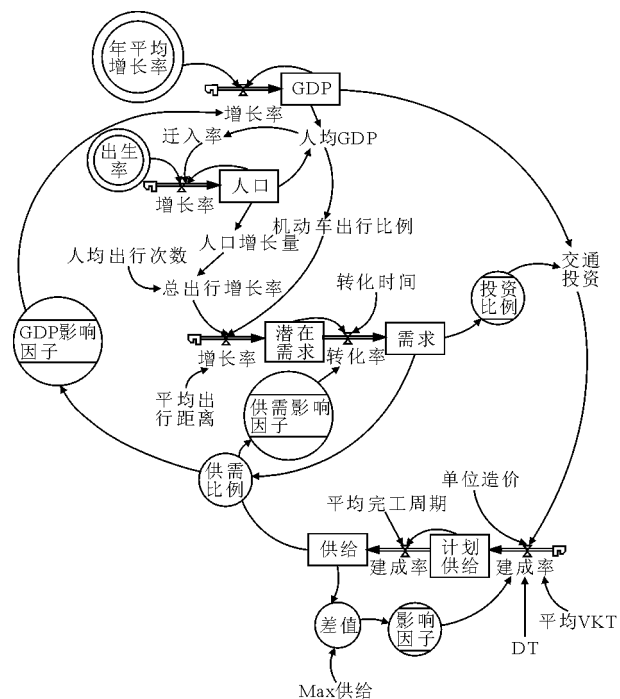 年平均
增长率
GDP
增长率
迁入率
人均GDP
出生
率
人口
增长率
机动车出行比例
人口增长量
人均出行次数
交通
投资
总出行增长率
转化时间
投资
比例
GDP影响
因子
潜在
需求
需求
增长率
转化率
平均出
行距离
供需影响
因子
供需
比例
单位造价
平均完工周期
供给
计划
供给
建成率
建成率
差值
影响
因子
平均VKT
DT
Max供给